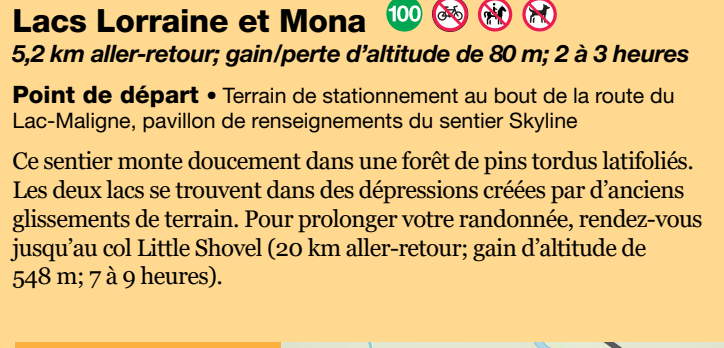 Lacs Lorraine et Mona 100
5,2 km aller-retour; gain/perte d'altitude de 80 m; 2 à 3 heures
Point de départ • Terrain de stationnement au bout de la route du
Lac-Maligne, pavillon de renseignements du sentier Skyline
Ce sentier monte doucement dans une forêt de pins tordus latifoliés.
Les deux lacs se trouvent dans des dépressions créées par d'anciens
glissements de terrain. Pour prolonger votre randonnée, rendez-vous
jusqu'au col Little Shovel (20 km aller-retour; gain d'altitude de
548 m; 7 à 9 heures).